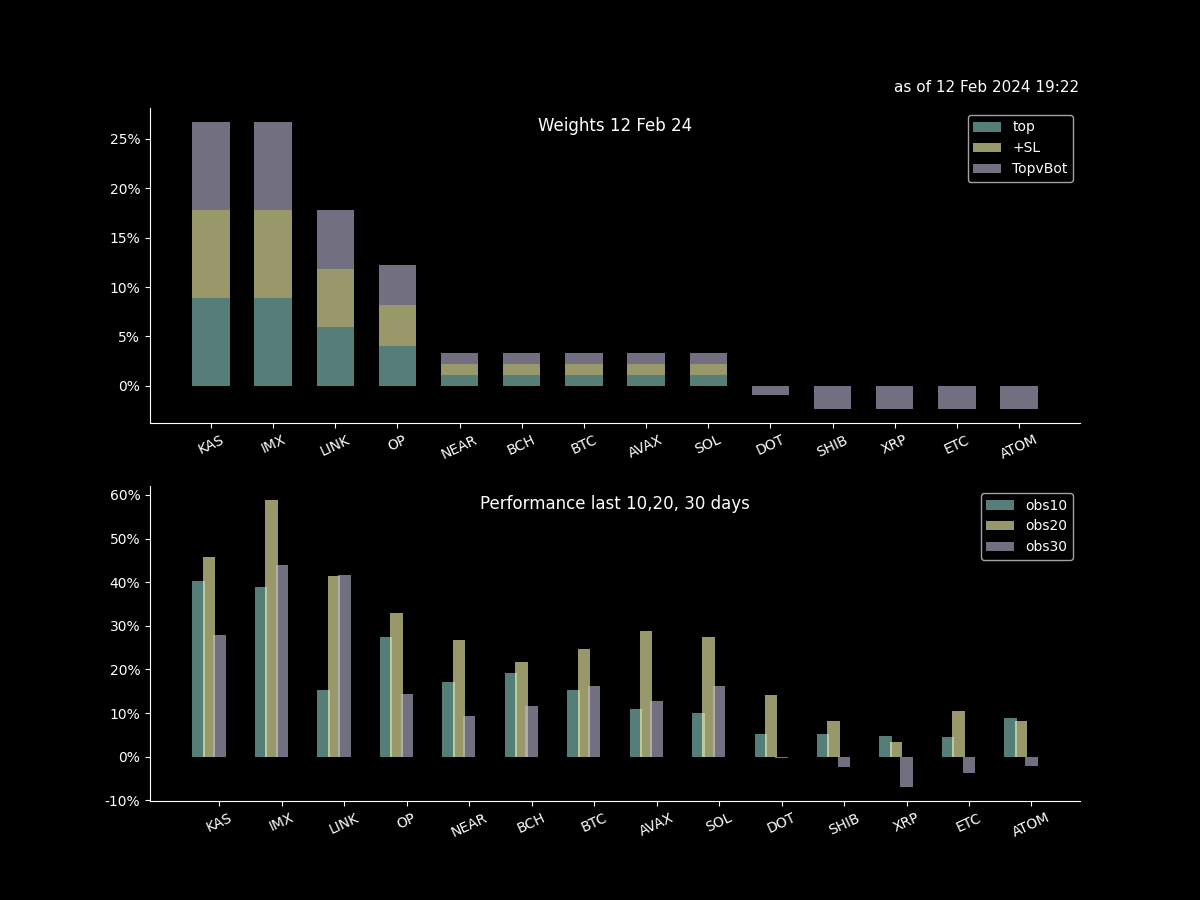 as of 12 Feb 2024 19:22
Weights 12 Feb 24
top
+SL
TopvBot
25%
20%
15%
10%
5%
0%
KAS IMX LINK OP NEAR BCH BTC AVAX SOL DOT SHIB XRP ETC ATOM
Performance last 10,20, 30 days
obs10
obs20
obs30
60%
50%
40%
30%
20%
10%
0%
-10%
KAS IMX LINK OP NEAR BCH BTC AVAX SOL DOT SHIB XRP ETC ATOM